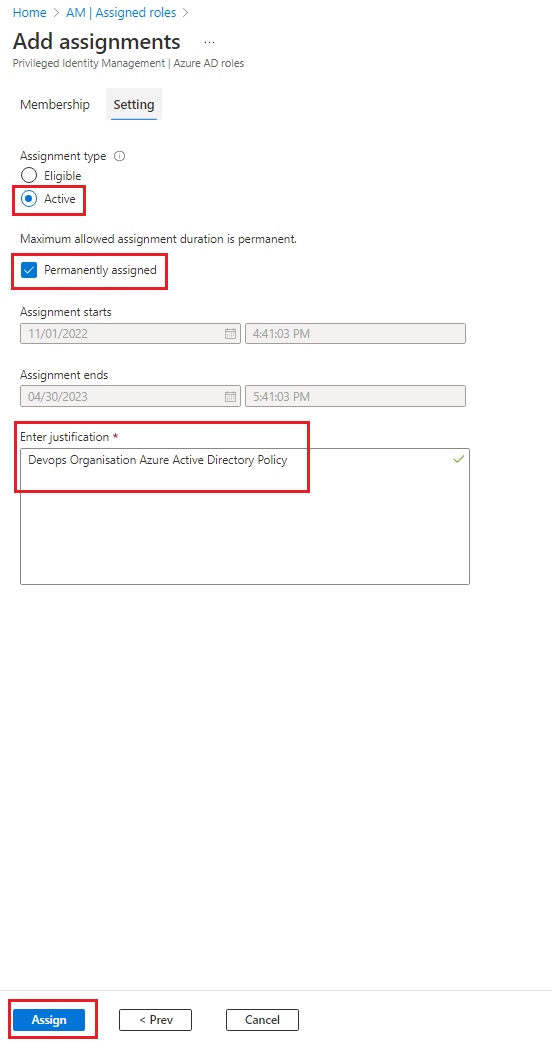 Home > AM | Assigned roles >
Add assignments ...
Privileged Identity Management | Azure AD roles
Membership Setting
Assignment type
Eligible
Active
Maximum allowed assignment duration is permanent.
Permanently assigned
Assignment starts
11/01/2022 4:41:03 PM
Assignment ends
04/30/2023 5:41:03 PM
Enter justification *
Devops Organisation Azure Active Directory Policy
Assign < Prev Cancel